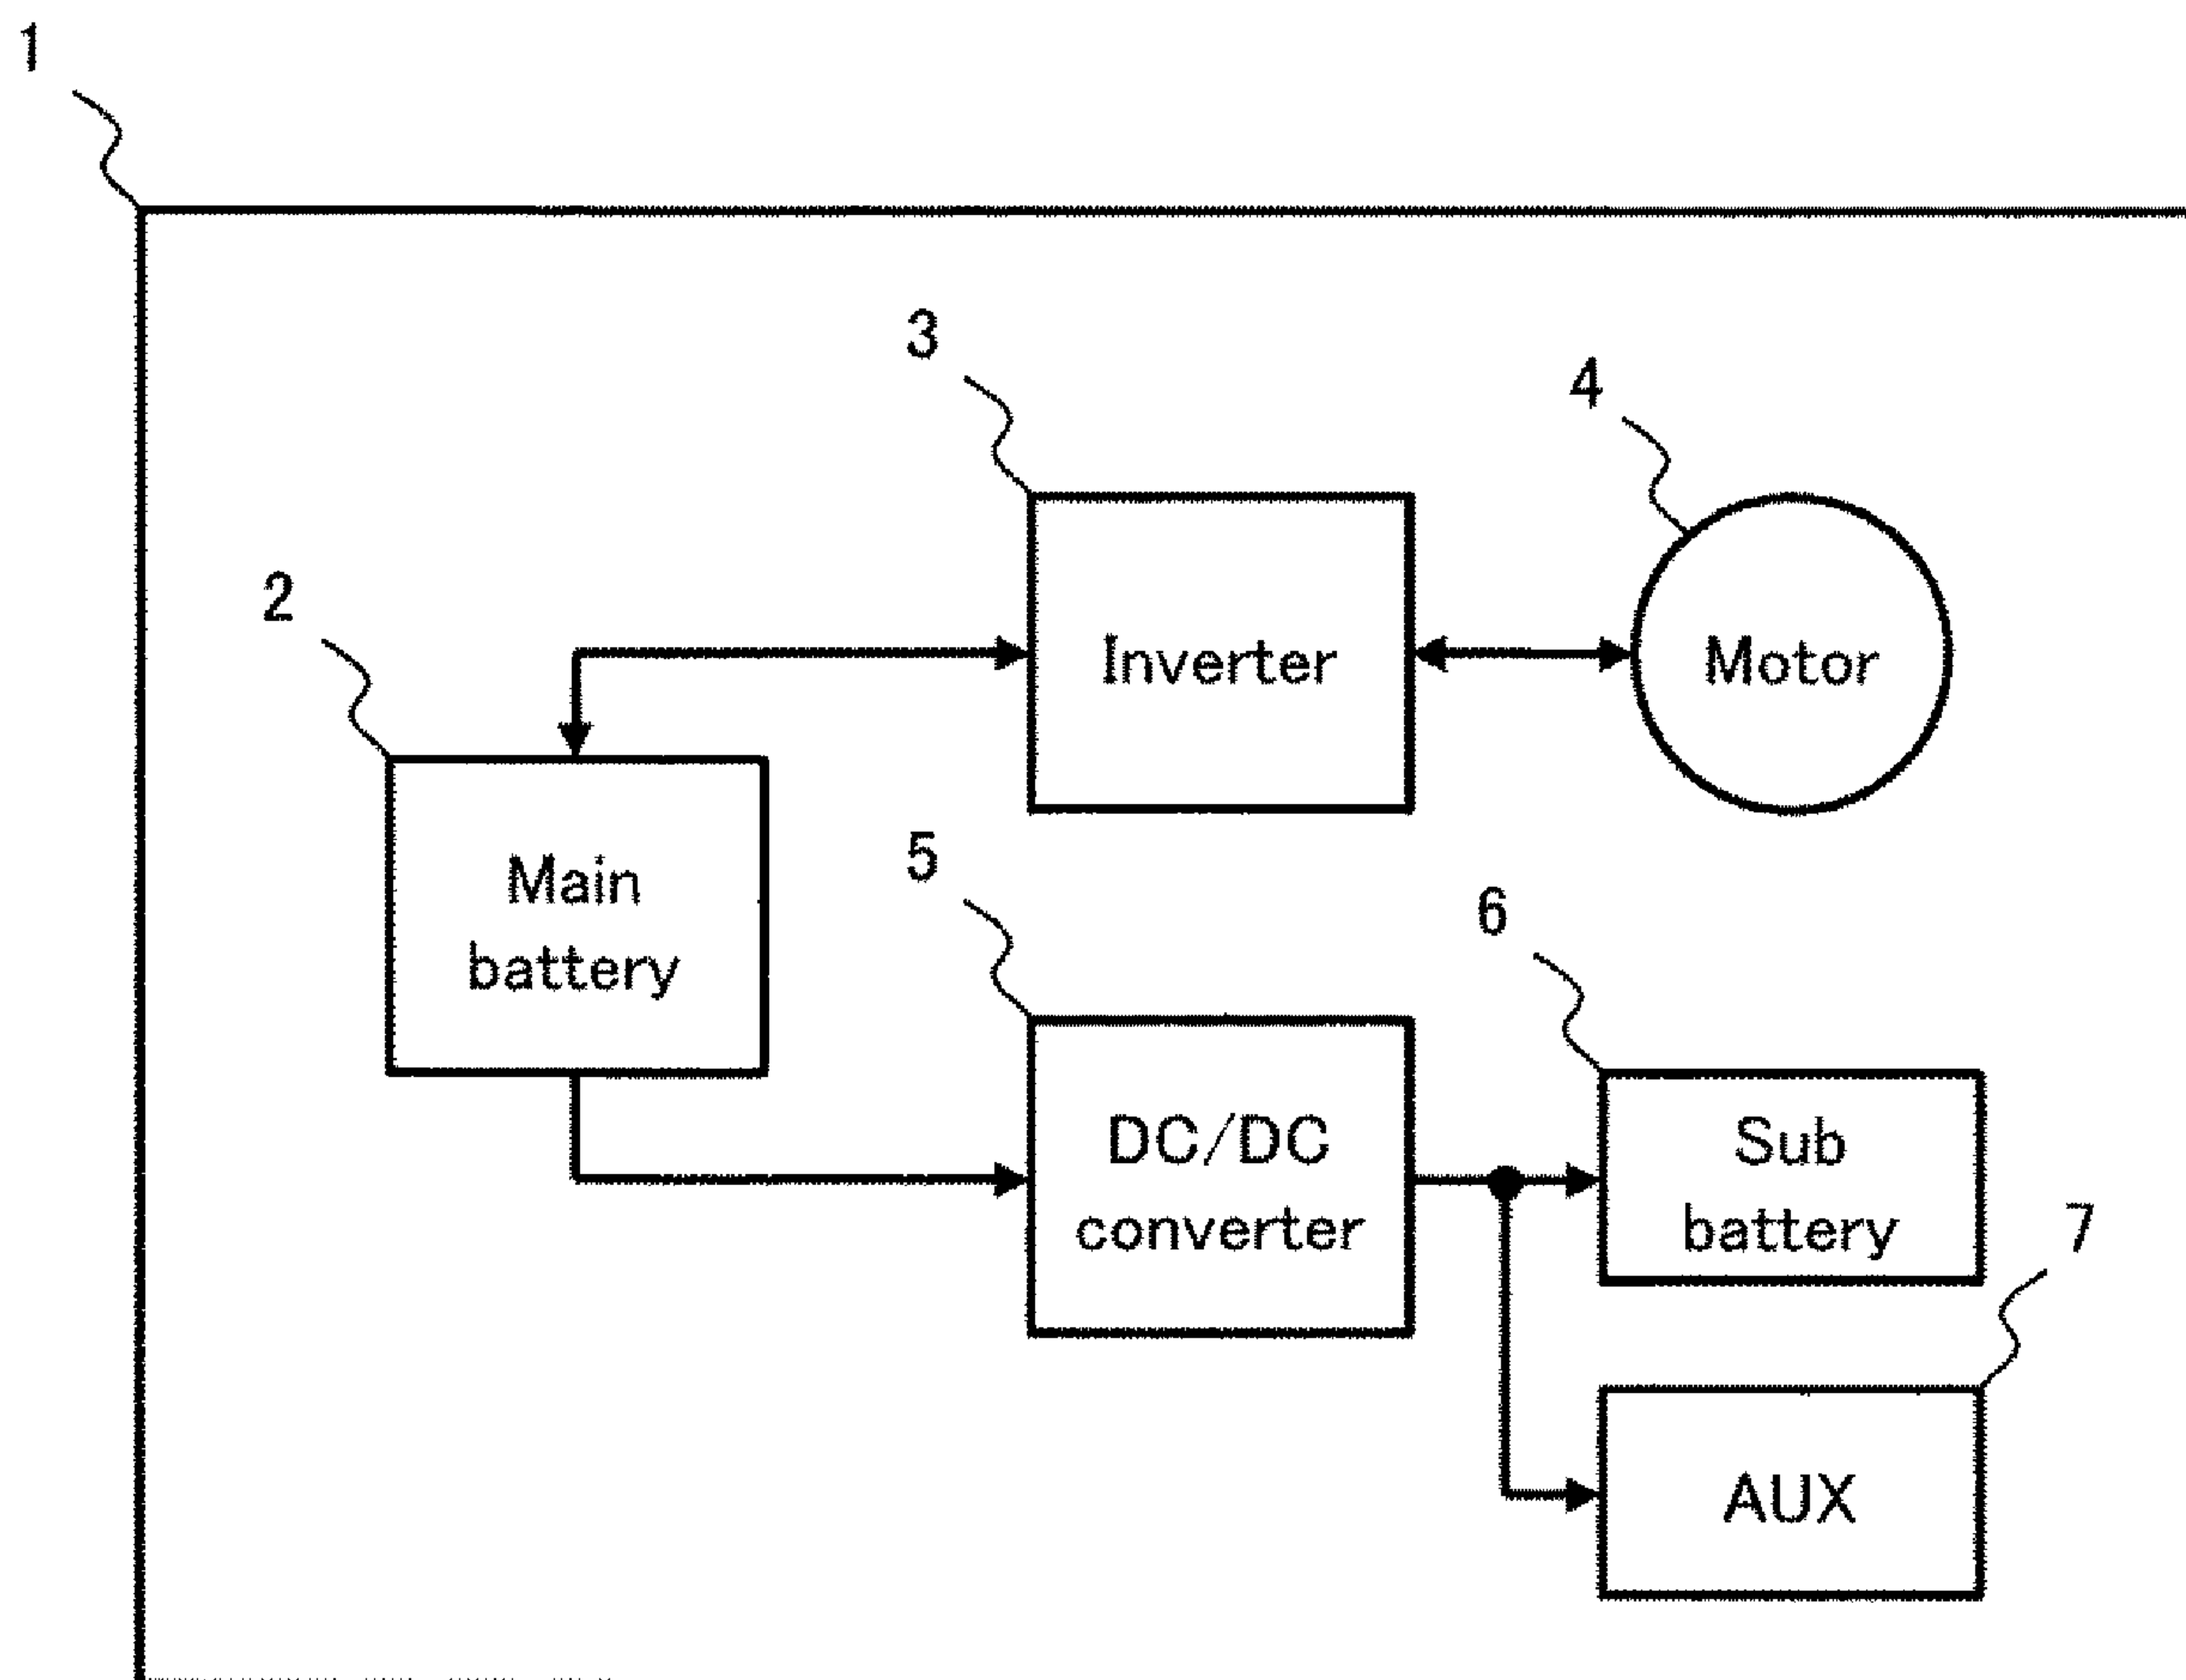 1
3
4
Inverter
Motor
2
Main
battery
5
DC/DC
converter
6
Sub
battery
7
AUX